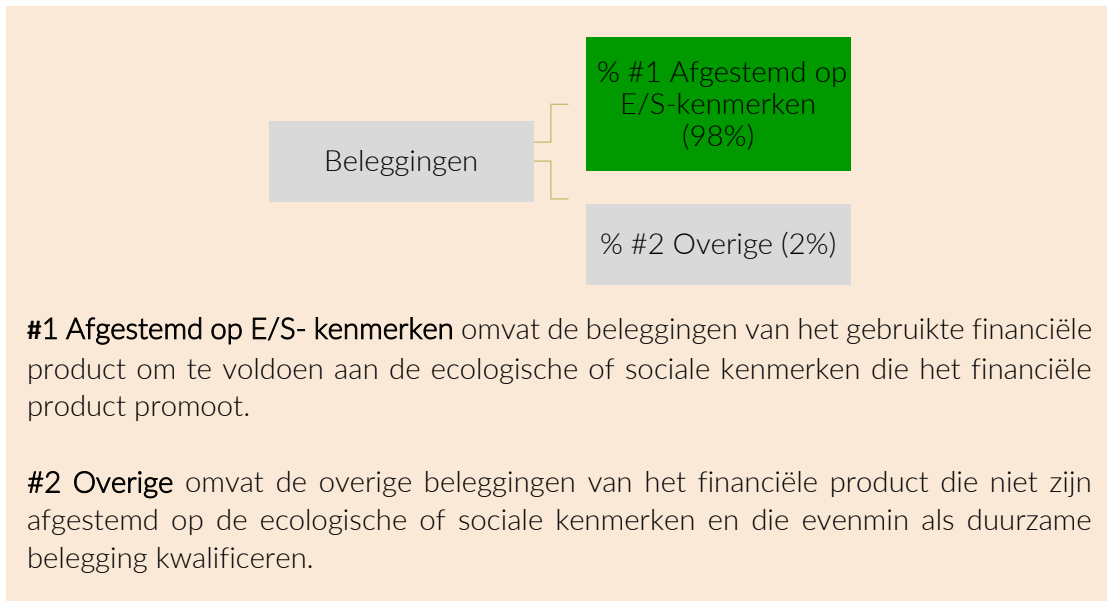 % #1 Afgestemd op
E/S-kenmerken
(98%)
Beleggingen
% #2 Overige (2%)
#1 Afgestemd op E/S- kenmerken omvat de beleggingen van het gebruikte financiële
product om te voldoen aan de ecologische of sociale kenmerken die het financiële
product promoot.
#2 Overige omvat de overige beleggingen van het financiële product die niet zijn
afgestemd op de ecologische of sociale kenmerken en die evenmin als duurzame
belegging kwalificeren.